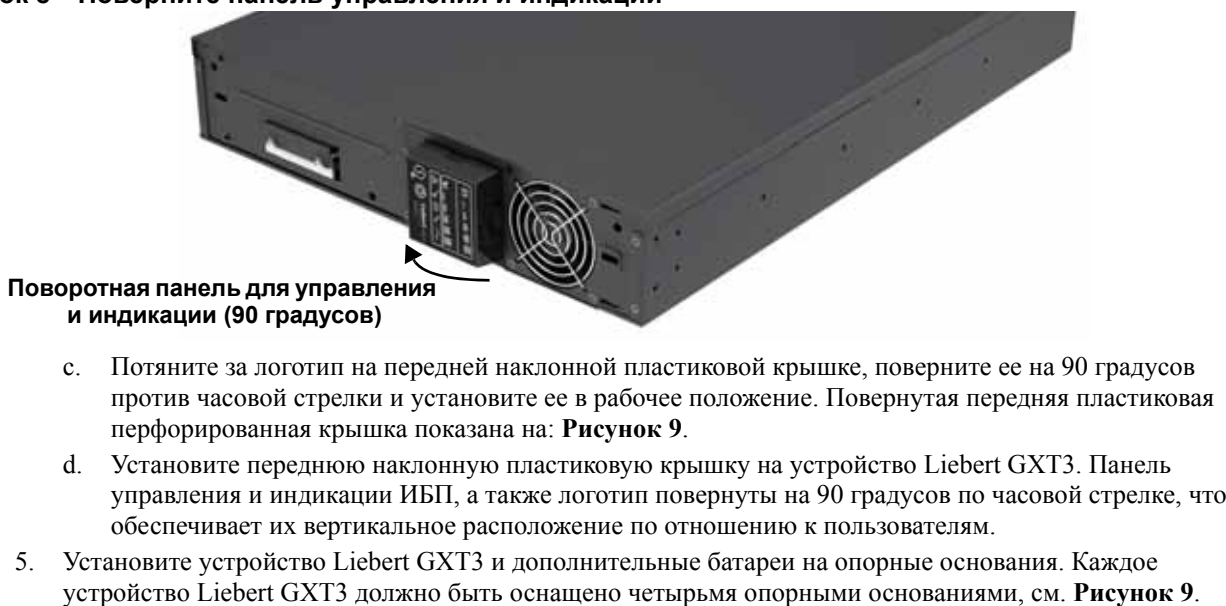 Поверните панель управления и индикации
Поворотная панель для управления
и индикации (90 градусов)
c. Потяните за логотип на передней наклонной пластиковой крышке, поверните ее на 90 градусов
против часовой стрелки и установите ее в рабочее положение. Повернутая передняя пластиковая
перфорированная крышка показана на: Рисунок 9.
d. Установите переднюю наклонную пластиковую крышку на устройство Liebert GXT3. Панель
управления и индикации ИБП, а также логотип повернуты на 90 градусов по часовой стрелке, что
обеспечивает их вертикальное расположение по отношению к пользователям.
5. Установите устройство Liebert GXT3 и дополнительные батареи на опорные основания. Каждое
устройство Liebert GXT3 должно быть оснащено четырьмя опорными основаниями, см. Рисунок 9.